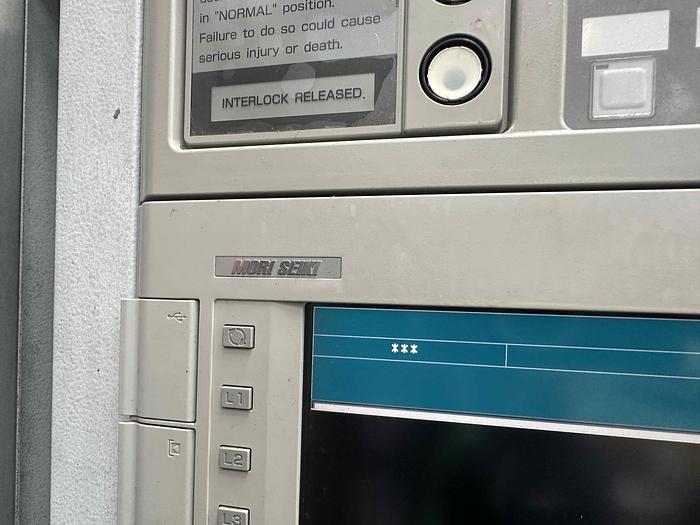 in "NORMAL" position.
Failure to do so could cause
serious injury or death.
INTERLOCK RELEASED.
MORI SEIKI
***
L1
L2
L3